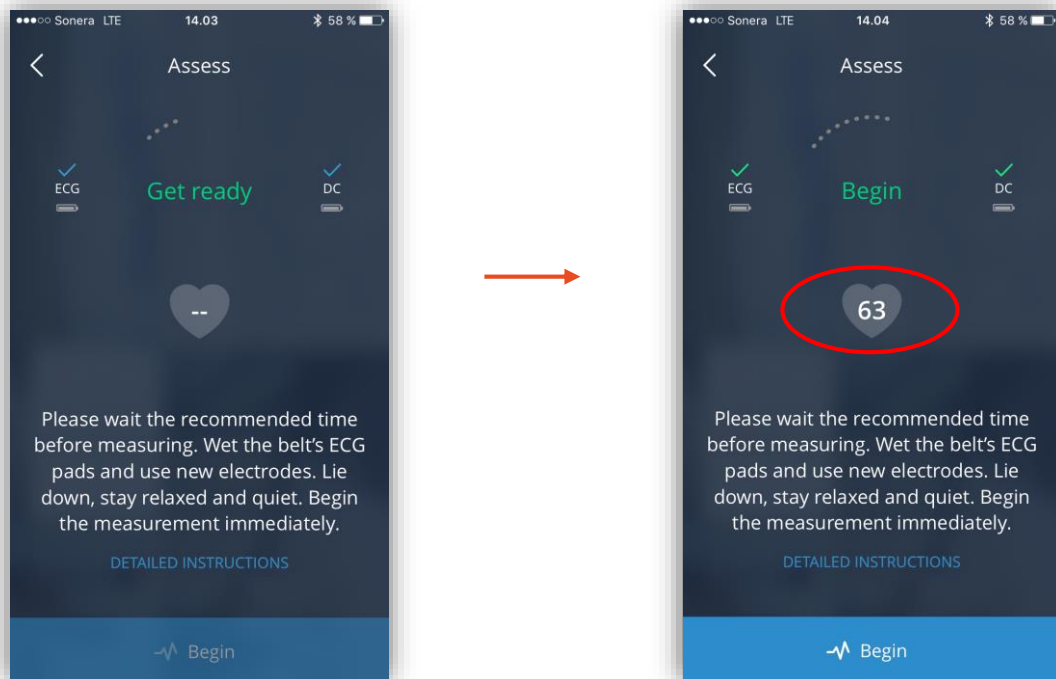 Sonera LTE 14.03 58 %
Assess
ECG
Get ready
DC
--
Please wait the recommended time
before measuring. Wet the belt's ECG
pads and use new electrodes. Lie
down, stay relaxed and quiet. Begin
the measurement immediately.
DETAILED INSTRUCTIONS
Begin
Sonera LTE 14.04 58 %
Assess
ECG
Begin
DC
63
Please wait the recommended time
before measuring. Wet the belt's ECG
pads and use new electrodes. Lie
down, stay relaxed and quiet. Begin
the measurement immediately.
DETAILED INSTRUCTIONS
Begin